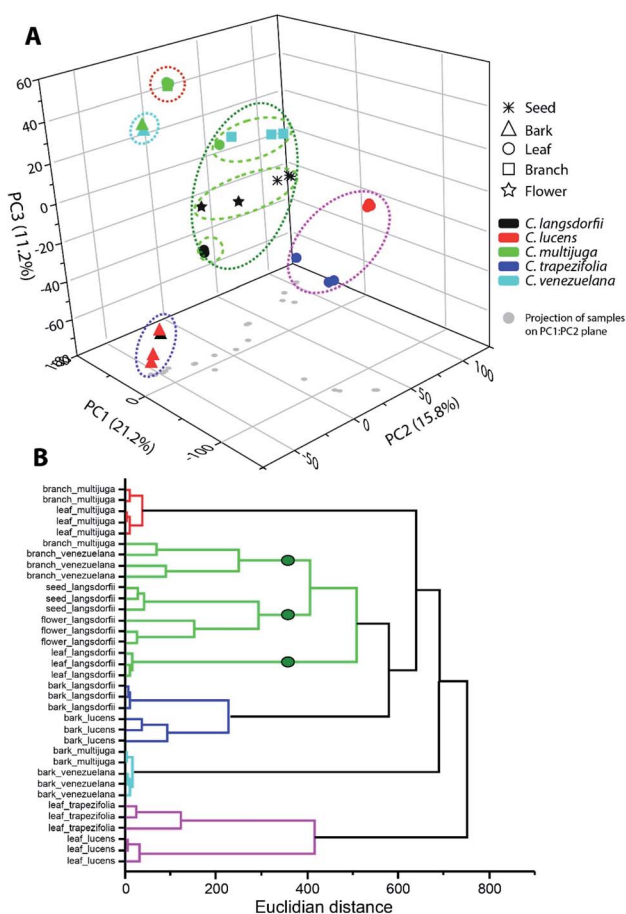 A
60
40
20
0
-20
-40
-60
PC3 (11.2%)
0
-100
PC1 (21.2%)
-50
0
50
100
PC2 (15.8%)
Seed
Bark
Leaf
Branch
Flower
C. langsdorfii
C. lucens
C. multijuga
C. trapezifolia
C. venezuelana
Projection of samples
on PC1:PC2 plane
B
branch_multijuga
branch_multijuga
leaf_multijuga
leaf_multijuga
leaf_multijuga
branch_multijuga
branch_venezuelana
branch_venezuelana
branch_venezuelana
seed_langsdorfii
seed_langsdorfii
seed_langsdorfii
flower_langsdorfii
flower_langsdorfii
flower_langsdorfii
leaf_langsdorfii
leaf_langsdorfii
leaf_langsdorfii
bark_langsdorfii
bark_langsdorfii
bark_langsdorfii
bark_lucens
bark_lucens
bark_lucens
bark_multijuga
bark_multijuga
bark_venezuelana
bark_venezuelana
bark_venezuelana
leaf_trapezifolia
leaf_trapezifolia
leaf_trapezifolia
leaf_lucens
leaf_lucens
leaf_lucens
0 200 400 600 800
Euclidian distance